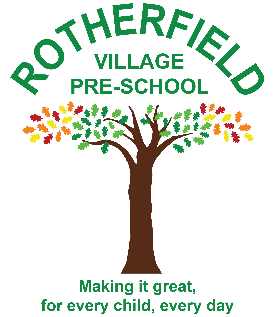 ROTHERFIELD
VILLAGE
PRE-SCHOOL
Making it great,
for every child, every day